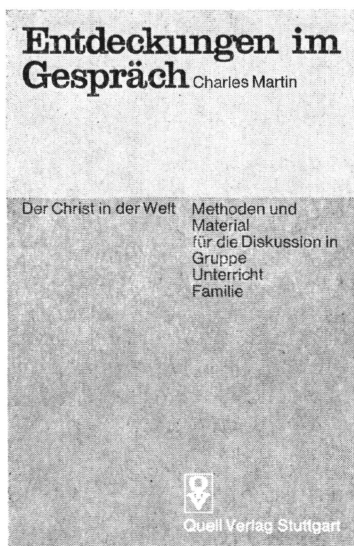 Entdeckungen im
Gespräch Charles Martin
Der Christ in der Welt
Methoden und
Material
für die Diskussion in
Gruppe
Unterricht
Familie
Quell Verlag Stuttgart